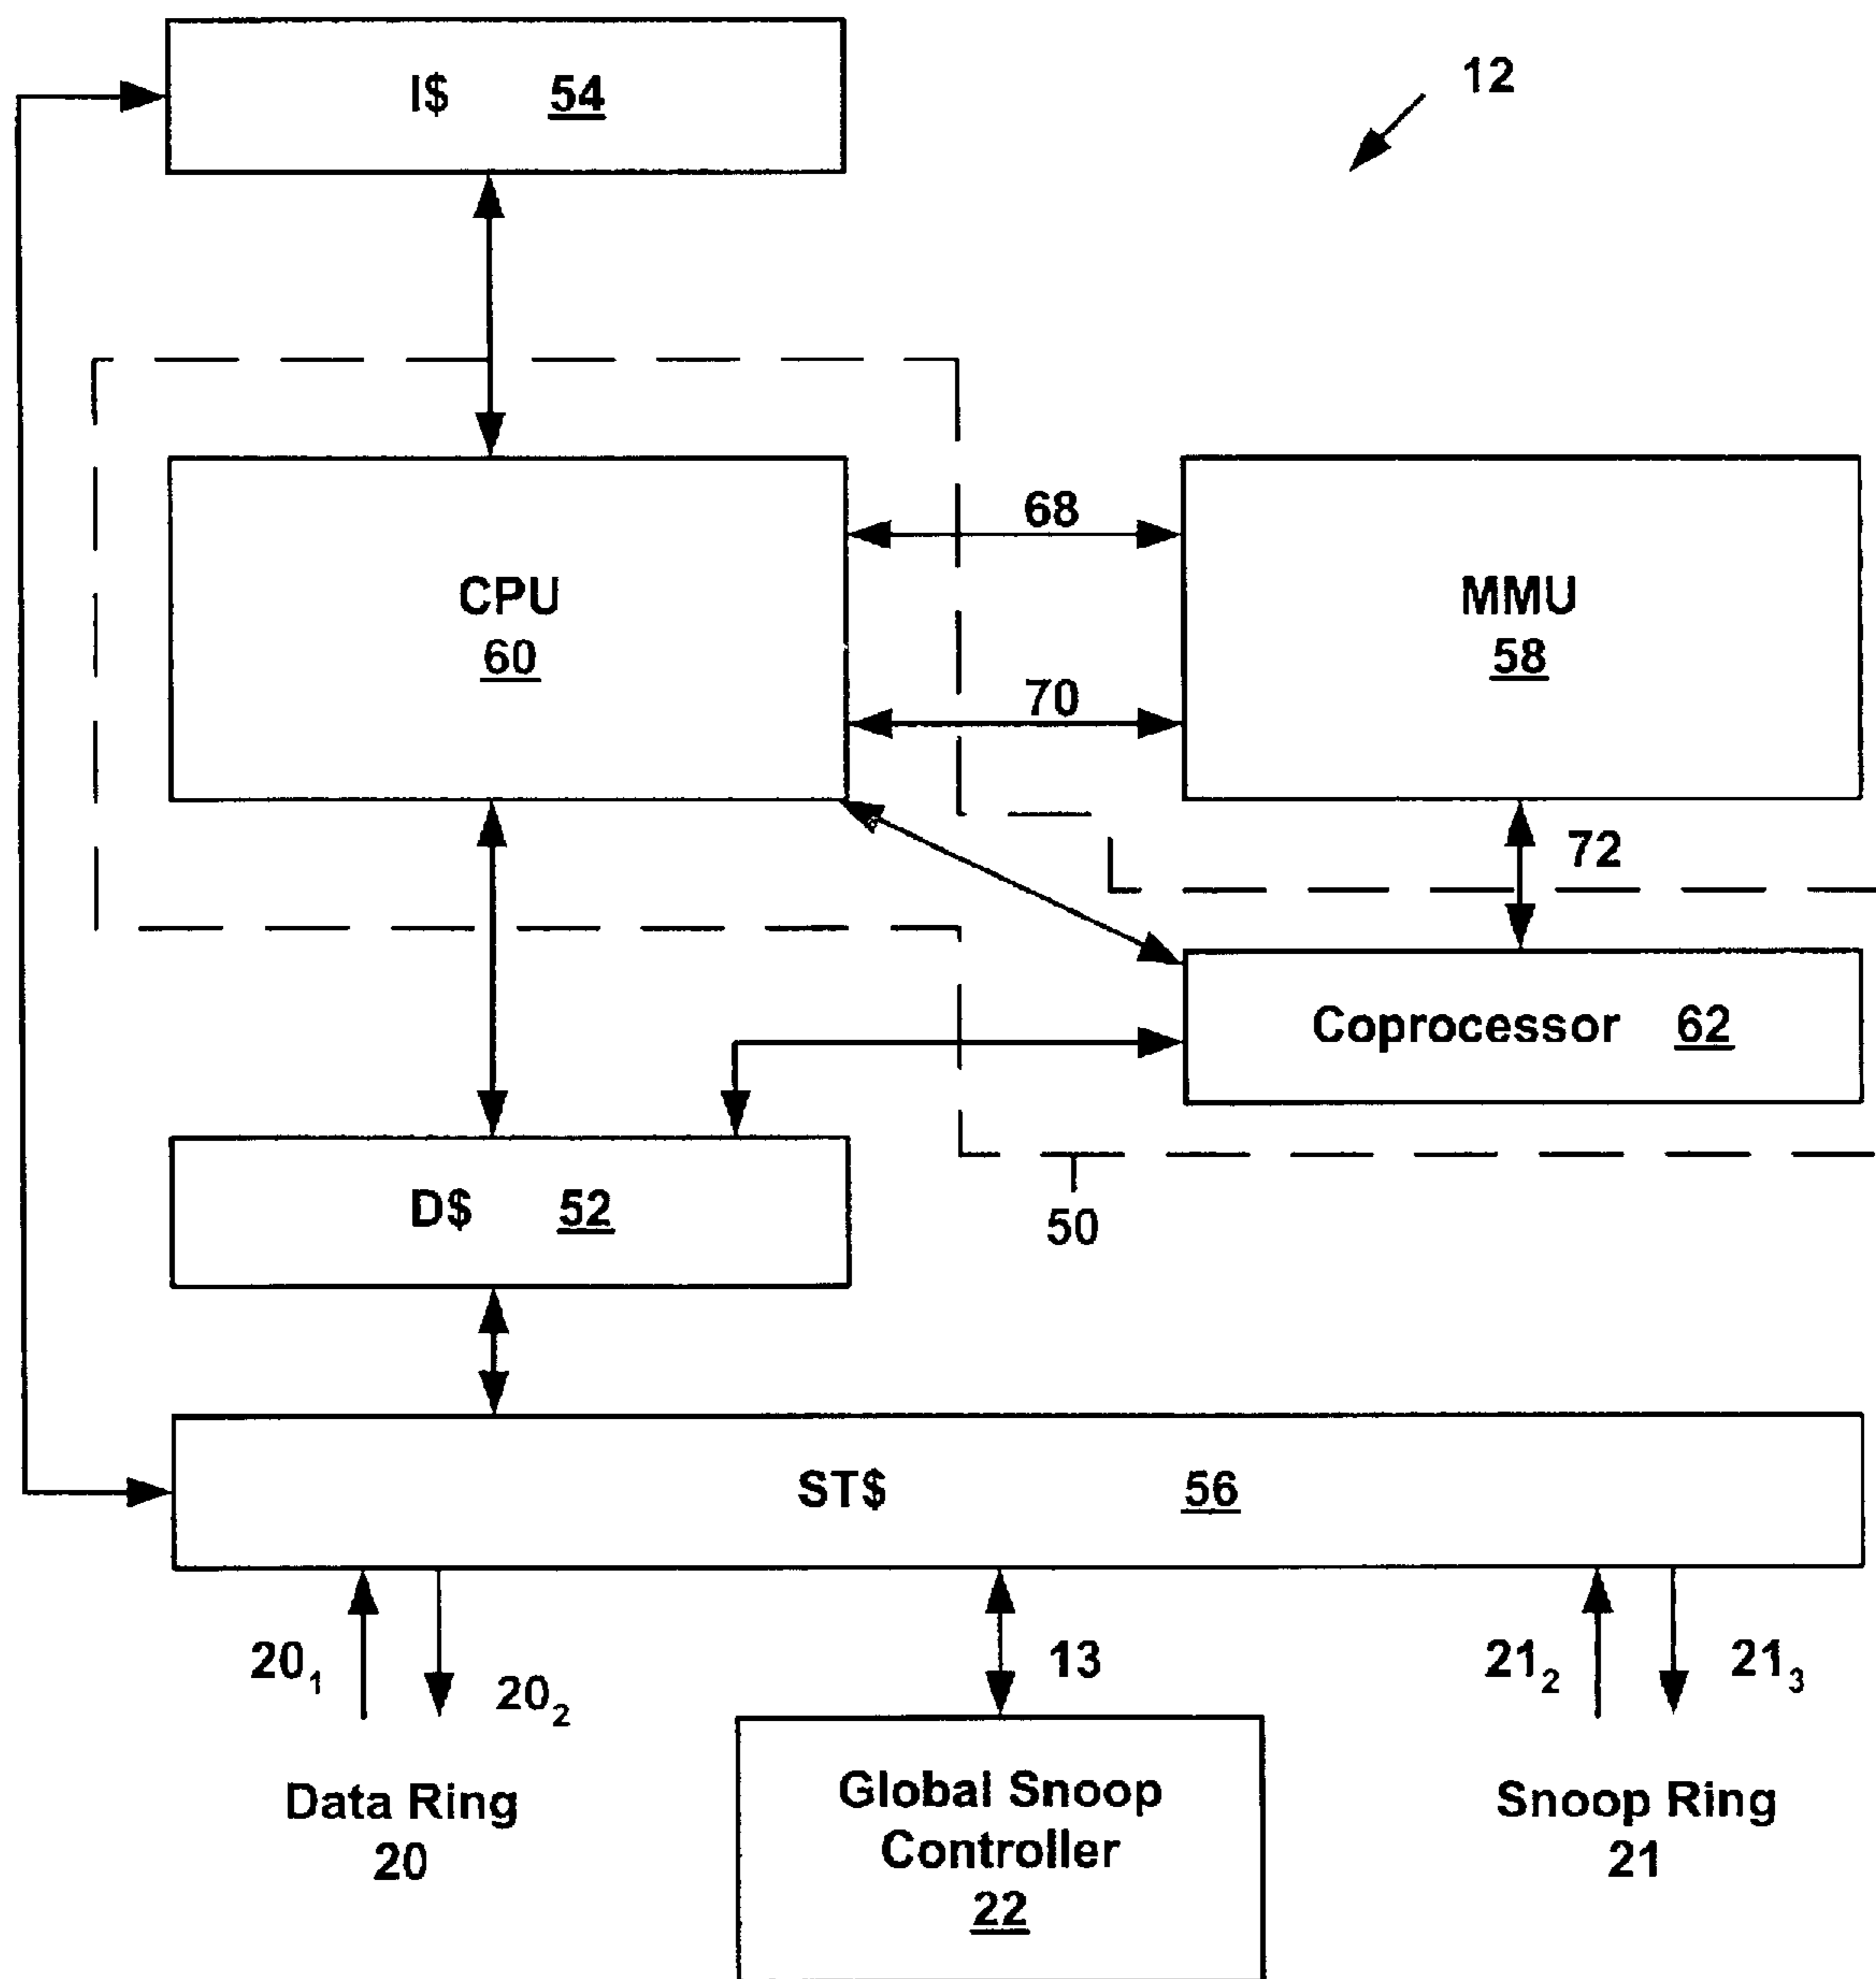 I$ 54
12
68
CPU
60
MMU
58
70
72
Coprocessor 62
D$ 52
50
ST$ 56
20₁
20₂
13
21₂
21₃
Data Ring
20
Global Snoop
Controller
22
Snoop Ring
21